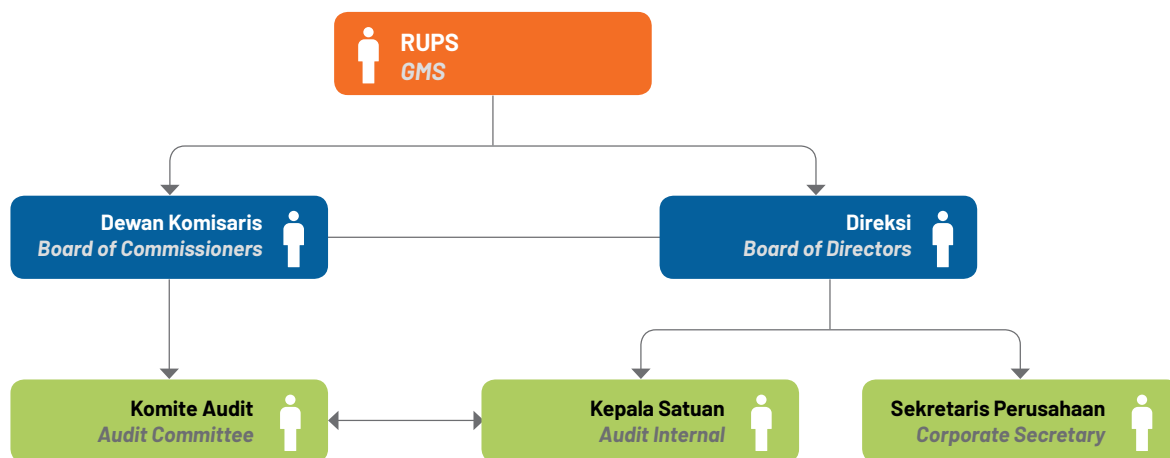 RUPS
GMS
Dewan Komisaris
Board of Commissioners
Direksi
Board of Directors
Komite Audit
Audit Committee
Kepala Satuan
Audit Internal
Sekretaris Perusahaan
Corporate Secretary